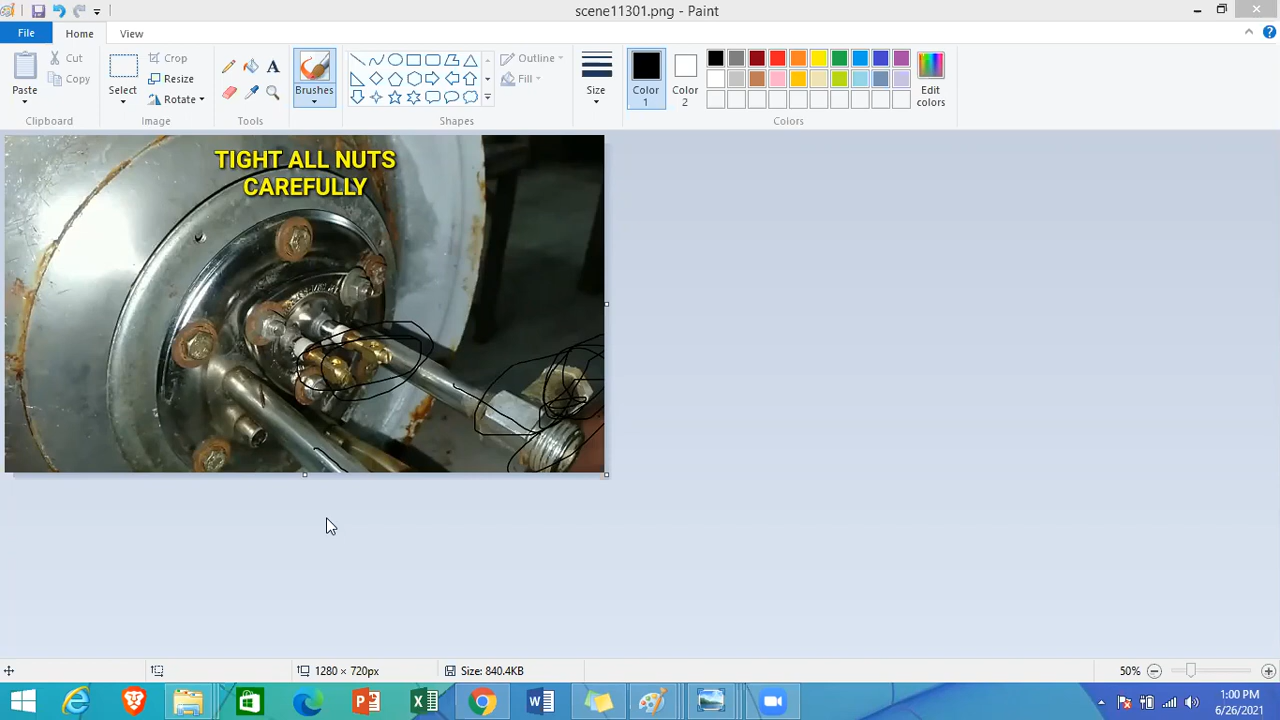 scene11301.png - Paint
File
Home
View
Paste
Cut
Copy
Clipboard
Select
Crop
Resize
Rotate
Image
Tools
Brushes
Shapes
Outline
Fill
Size
Color
1
Color
2
Edit
colors
Colors
TIGHT ALL NUTS
CAREFULLY
1280 × 720px
Size: 840.4KB
50%
1:00 PM
6/26/2021